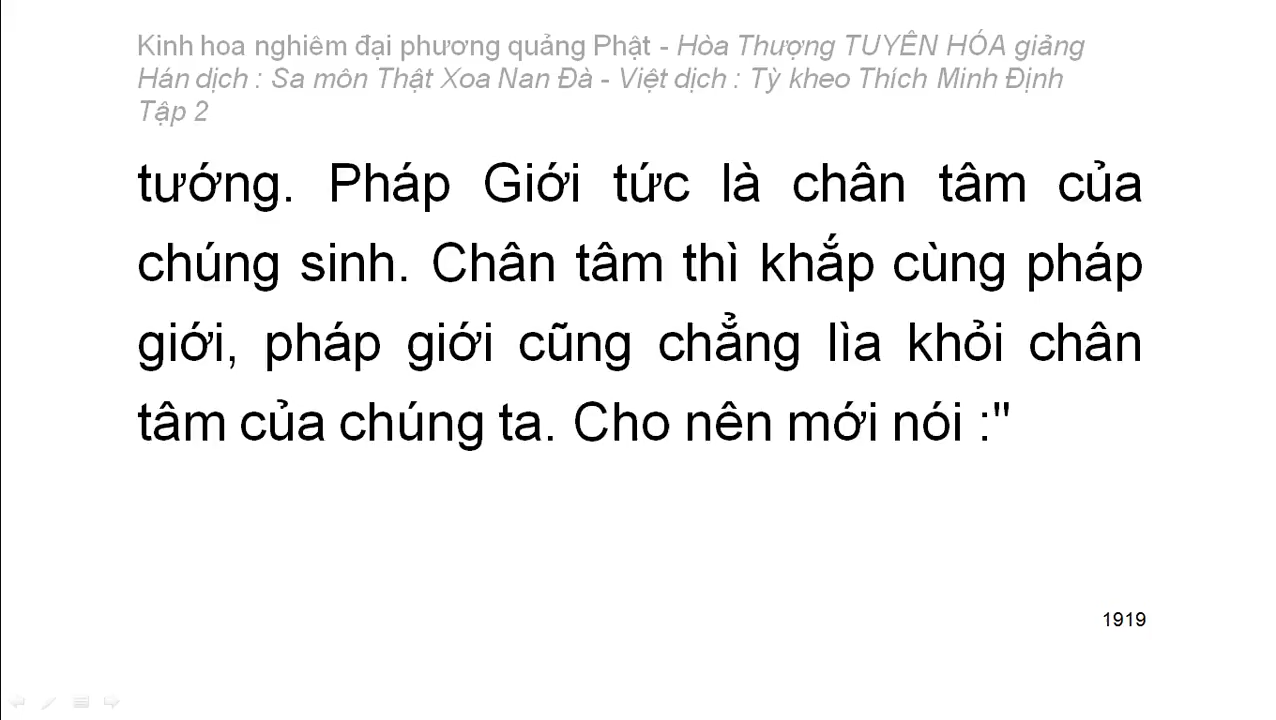 Kinh hoa nghiêm đại phương quảng Phật - Hòa Thượng TUYÊN HÓA giảng
Hán dịch : Sa môn Thật Xoa Nan Đà - Việt dịch : Tỳ kheo Thích Minh Định
Tập 2
tướng. Pháp Giới tức là chân tâm của
chúng sinh. Chân tâm thì khắp cùng pháp
giới, pháp giới cũng chẳng lìa khỏi chân
tâm của chúng ta. Cho nên mới nói :"
1919